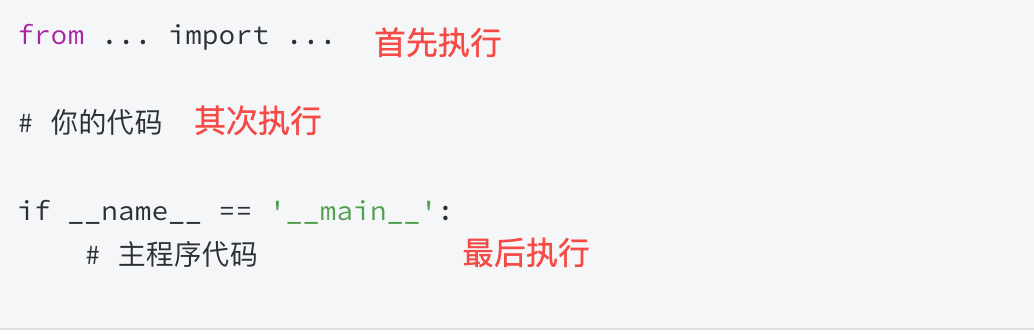 from ... import ... 首先执行
# 你的代码 其次执行
if __name__ == '__main__':
# 主程序代码 最后执行